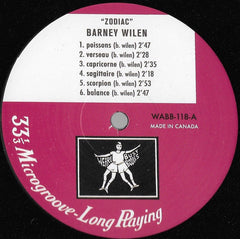 "ZODIAC"
BARNEY WILEN
1. poissons (b. wilen) 2'47
2. verseau (b. wilen) 2'28
3. capricorne (b. wilen) 2'35
4. sagittaire (b. wilen) 2'18
5. scorpion (b. wilen) 2'53
6. balance (b. wilen) 2'47
WABB-118-A
MADE IN CANADA
33 1/3 Microgroove-Long Playing